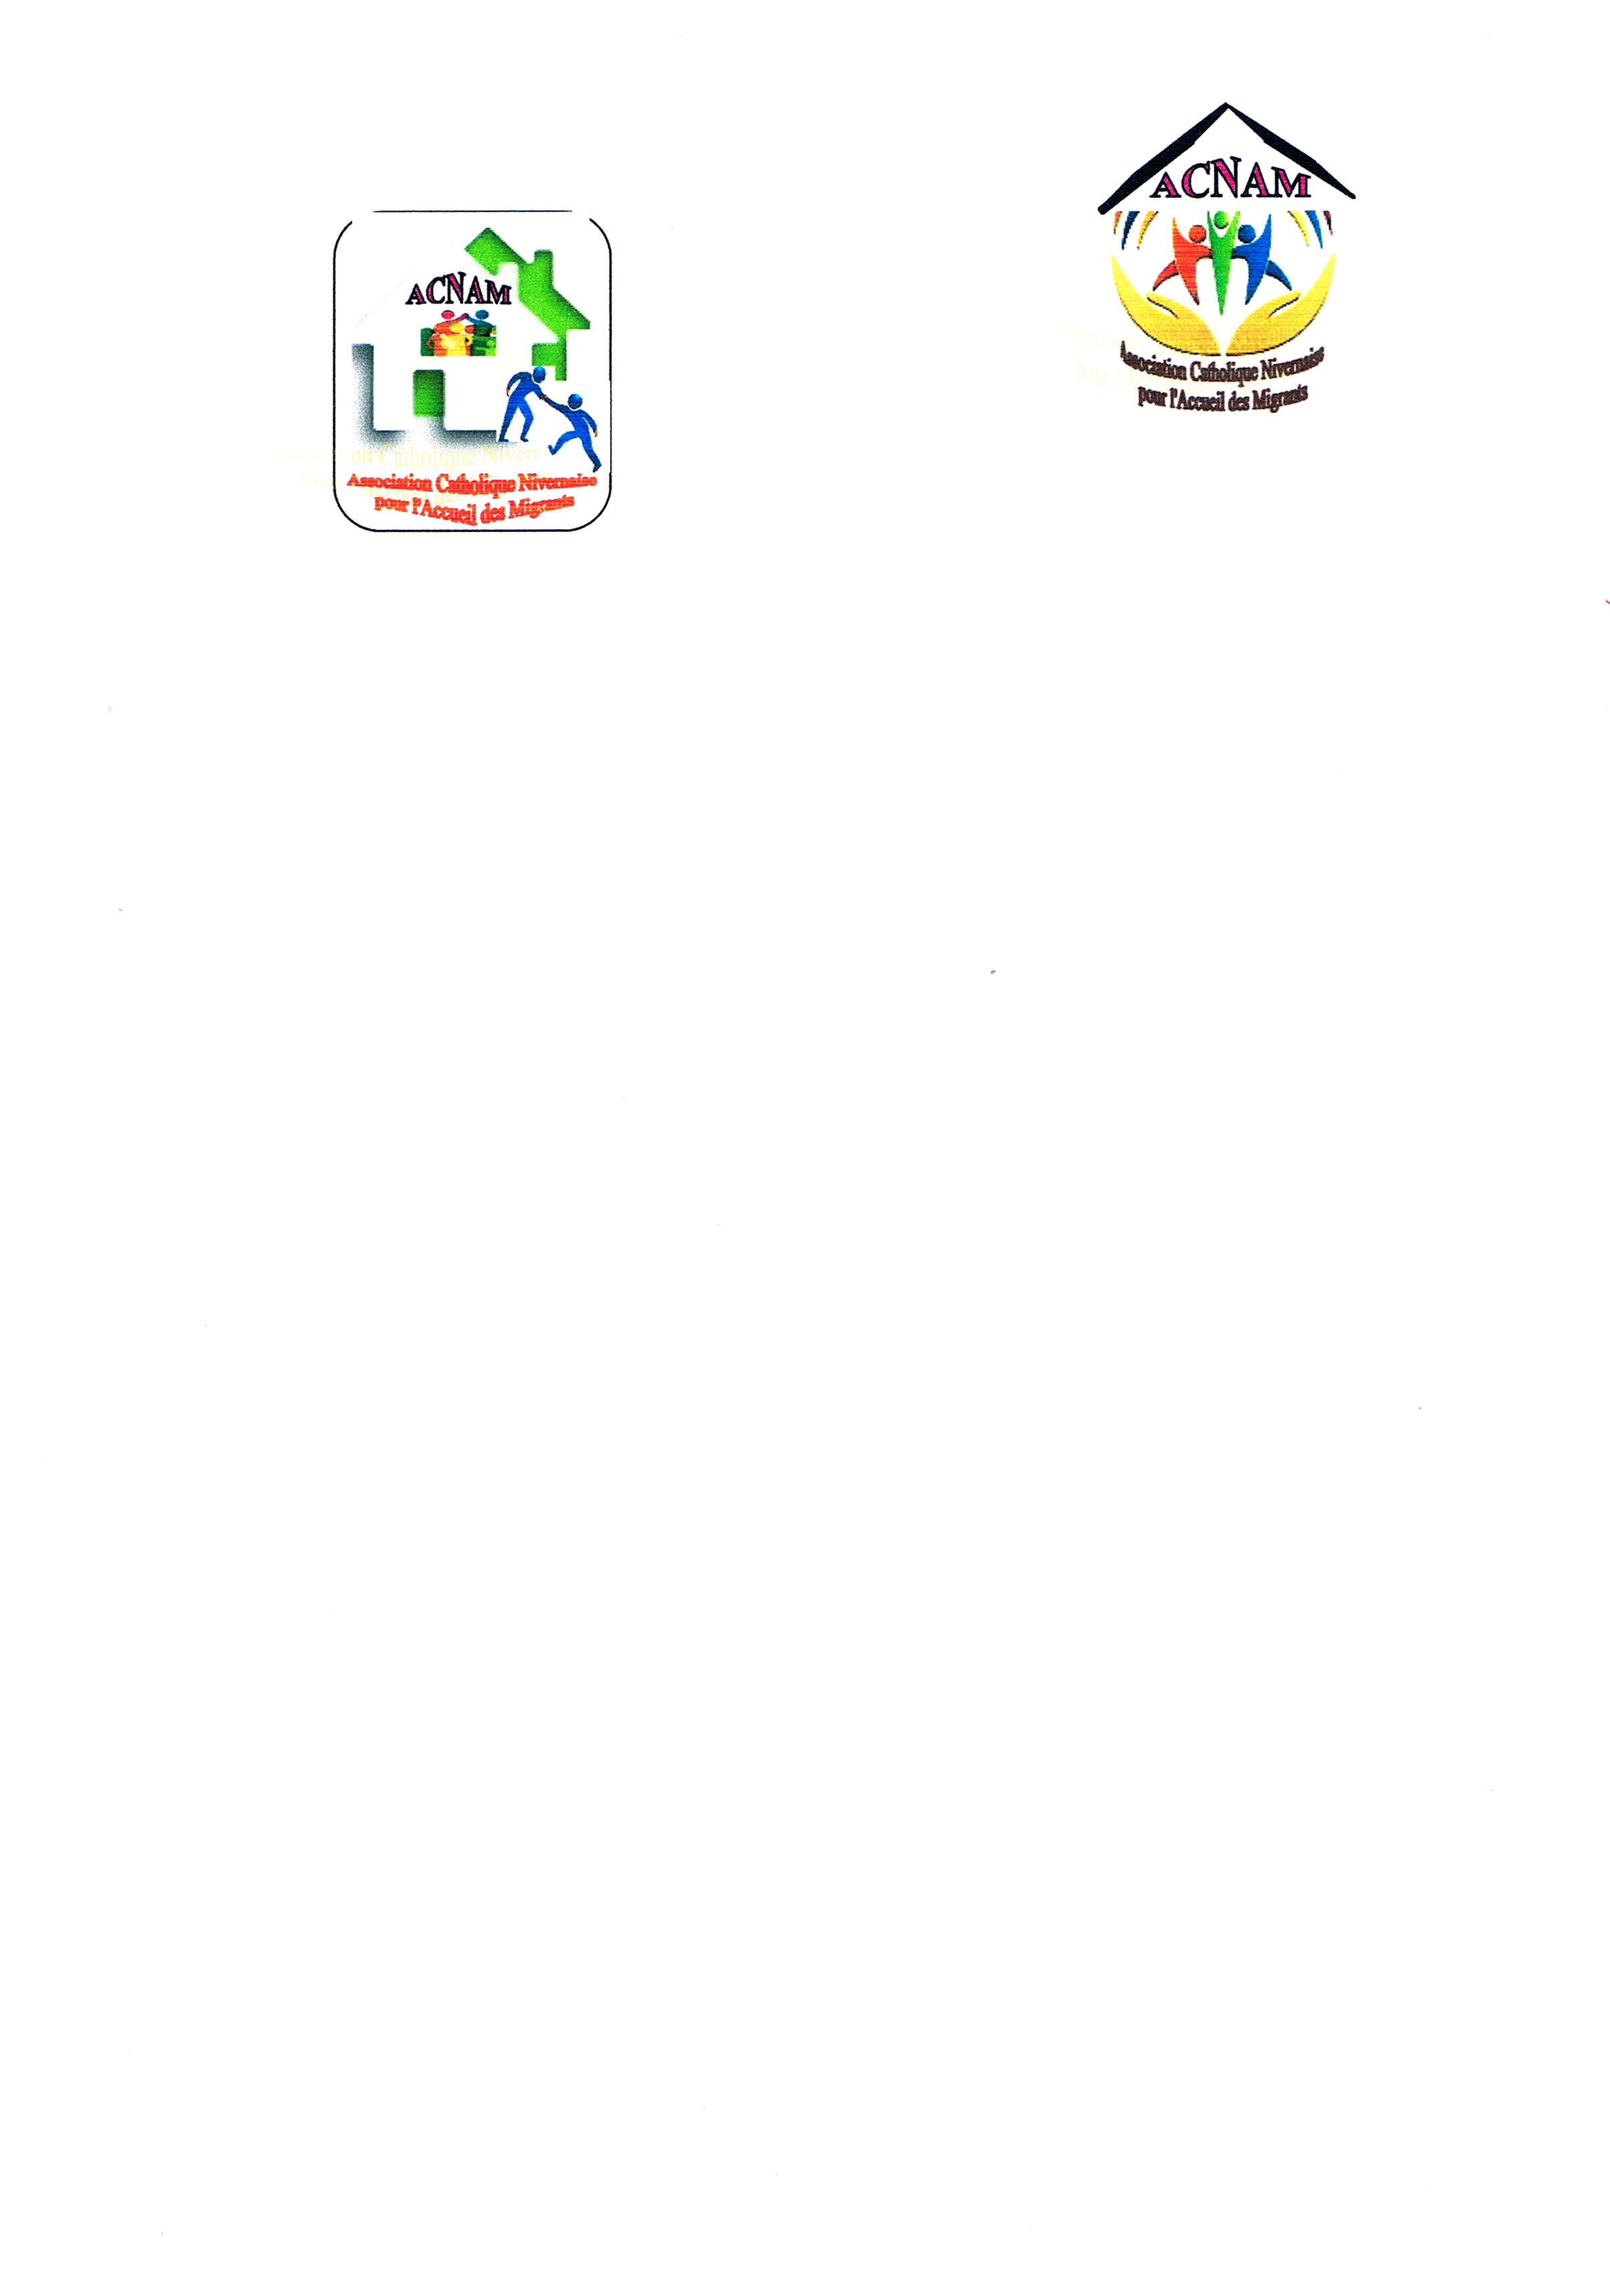 ACNAM
Association Catholique Nivernaise
pour l'Accueil des Migrants
ACNAM
Association Catholique Nivernaise
pour l'Accueil des Migrants